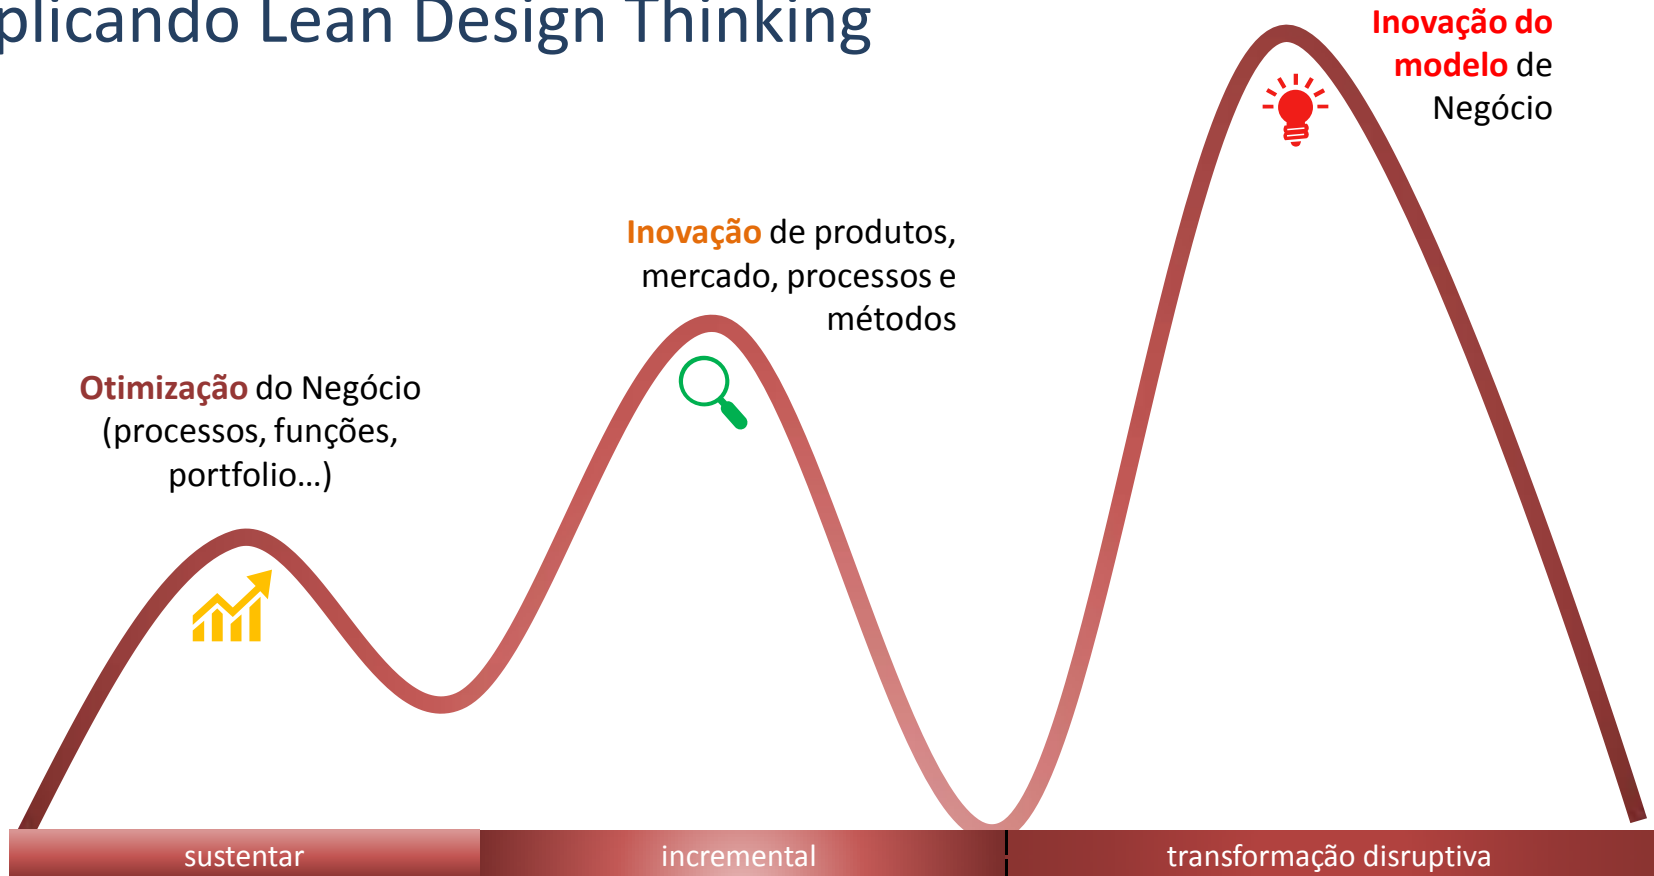 plicando Lean Design Thinking
Inovação do
modelo de
Negócio
Inovação de produtos,
mercado, processos e
métodos
Otimização do Negócio
(processos, funções,
portfolio...)
sustentar
incremental
transformação disruptiva